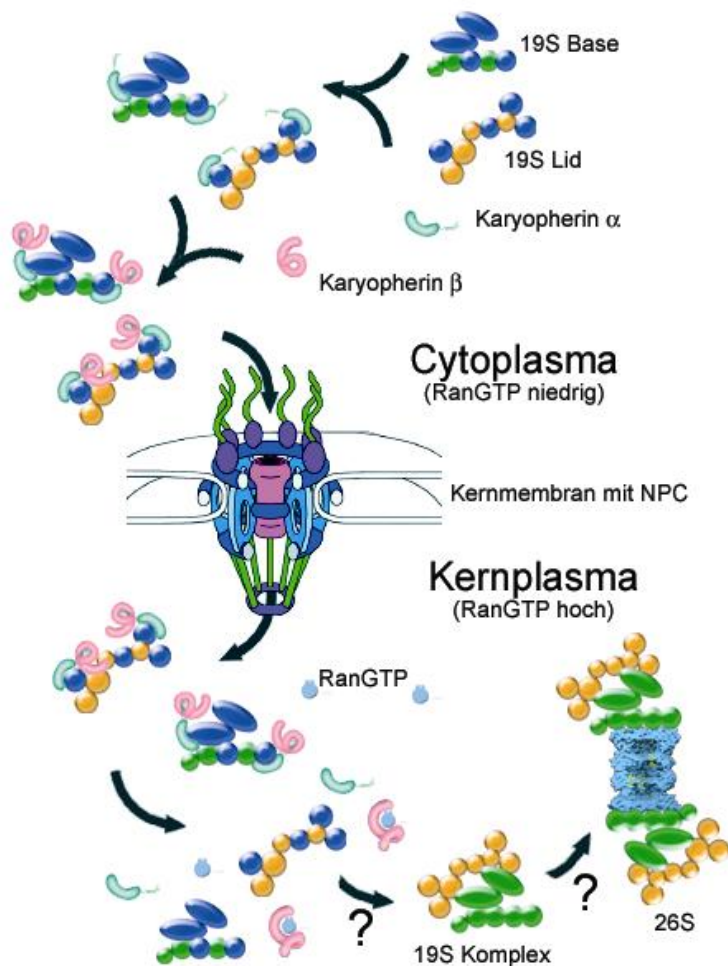 19S Base
19S Lid
Karyopherin α
Karyopherin β
Cytoplasma
(RanGTP niedrig)
Kernmembran mit NPC
Kernplasma
(RanGTP hoch)
RanGTP
?
19S Komplex
?
26S